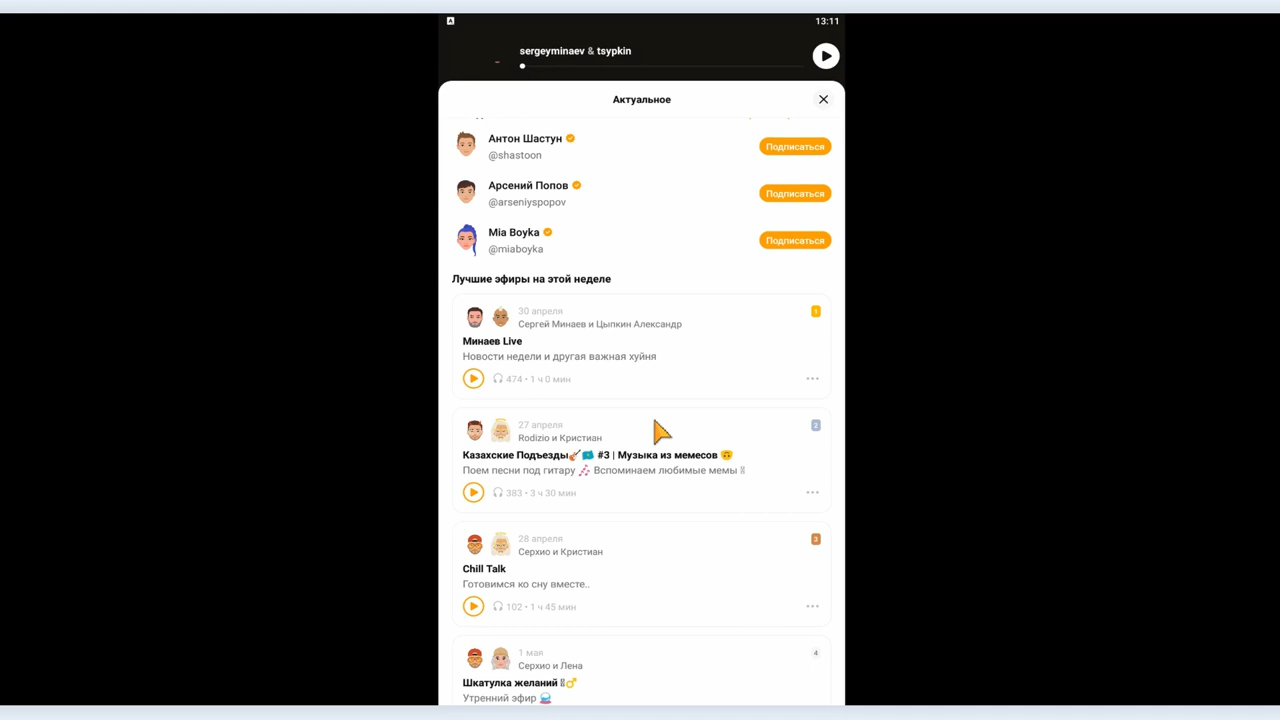 A
13:11
sergeyminaev & tsypkin
Актуальное
Антон Шастун
@shastoon
Подписаться
Арсений Попов
@arseniyspopov
Подписаться
Mia Boyka
@miaboyka
Подписаться
Лучшие эфиры на этой неделе
30 апреля
1
Сергей Минаев и Цыпкин Александр
Минаев Live
Новости недели и другая важная хуйня
474 • 1 ч 0 мин
27 апреля
2
Rodizio и Кристиан
Казахские Подъезды🎸🇰🇿 #3 | Музыка из мемесов 🙃
Поем песни под гитару 🎶 Вспоминаем любимые мемы
383 • 3 ч 30 мин
28 апреля
3
Серхио и Кристиан
Chill Talk
Готовимся ко сну вместе..
102 • 1 ч 45 мин
1 мая
4
Серхио и Лена
Шкатулка желаний
Утренний эфир 🔮